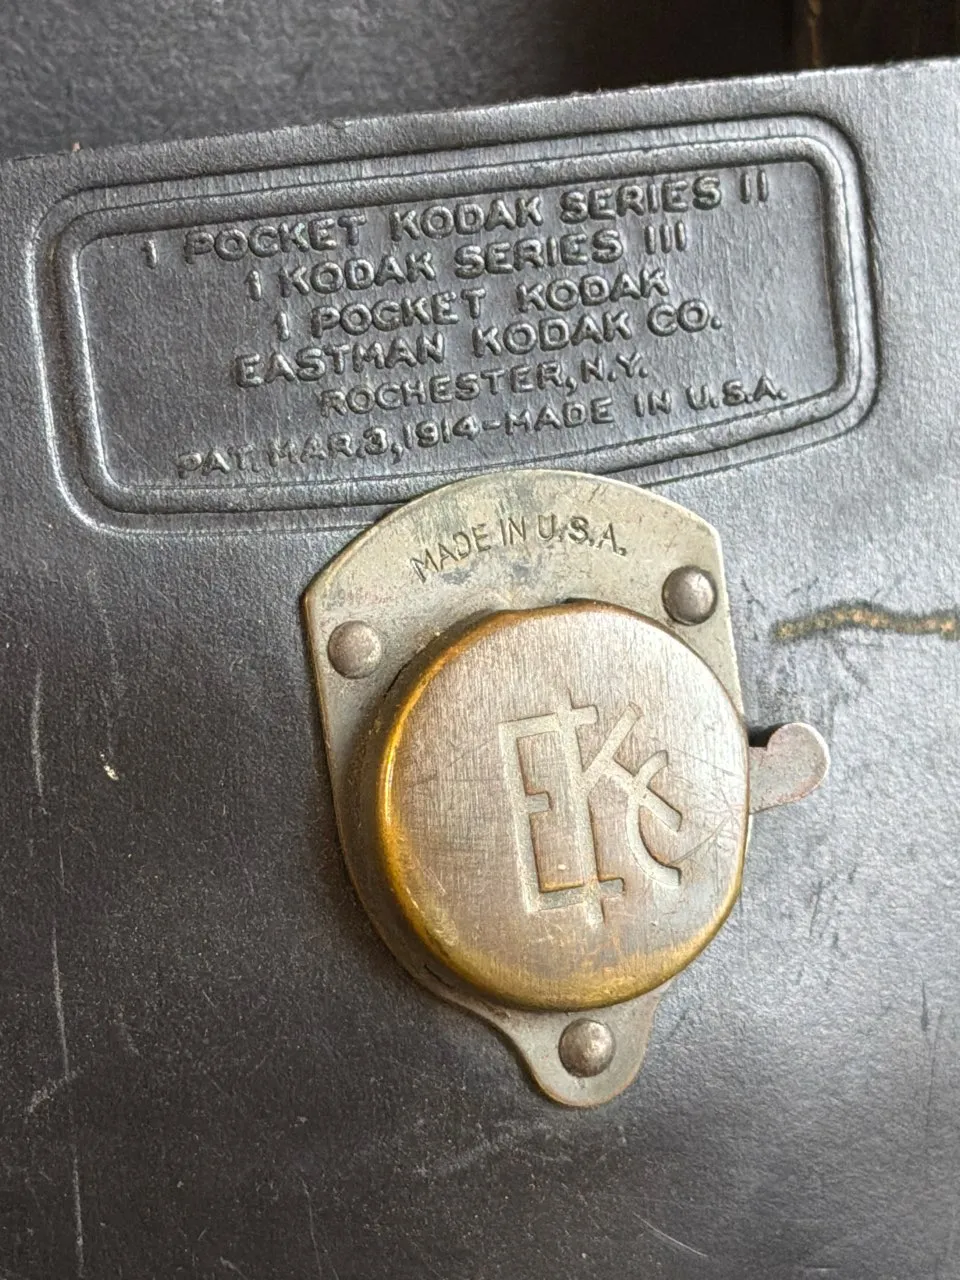 1 POCKET KODAK SERIES II
1 KODAK SERIES III
1 POCKET KODAK
EASTMAN KODAK CO.
ROCHESTER, N.Y.
PAT. MAR. 3, 1914-MADE IN U.S.A.
MADE IN U.S.A.
EKC